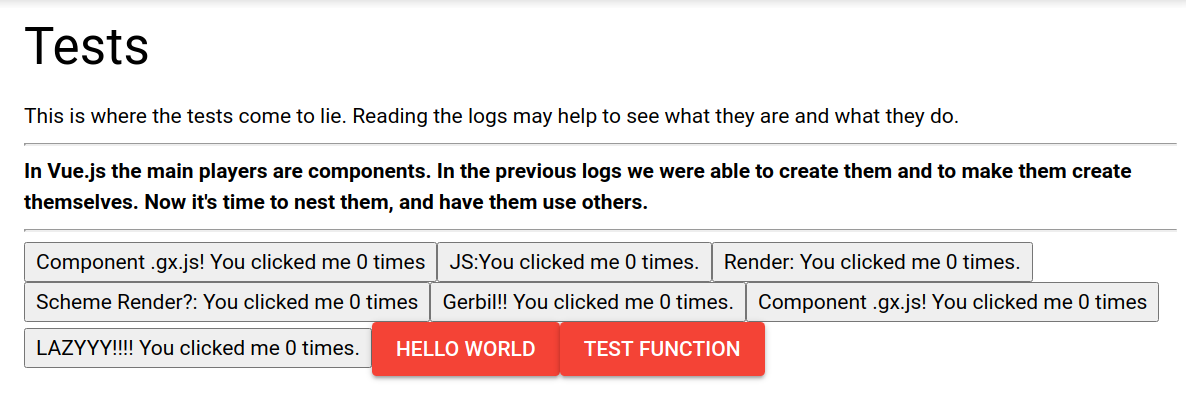 Tests
This is where the tests come to lie. Reading the logs may help to see what they are and what they do.
In Vue.js the main players are components. In the previous logs we were able to create them and to make them create
themselves. Now it's time to nest them, and have them use others.
Component .gx.js! You clicked me 0 times JS:You clicked me 0 times. Render: You clicked me 0 times.
Scheme Render?: You clicked me 0 times Gerbil!! You clicked me 0 times. Component .gx.js! You clicked me 0 times
LAZYYY!!!! You clicked me 0 times. HELLO WORLD TEST FUNCTION